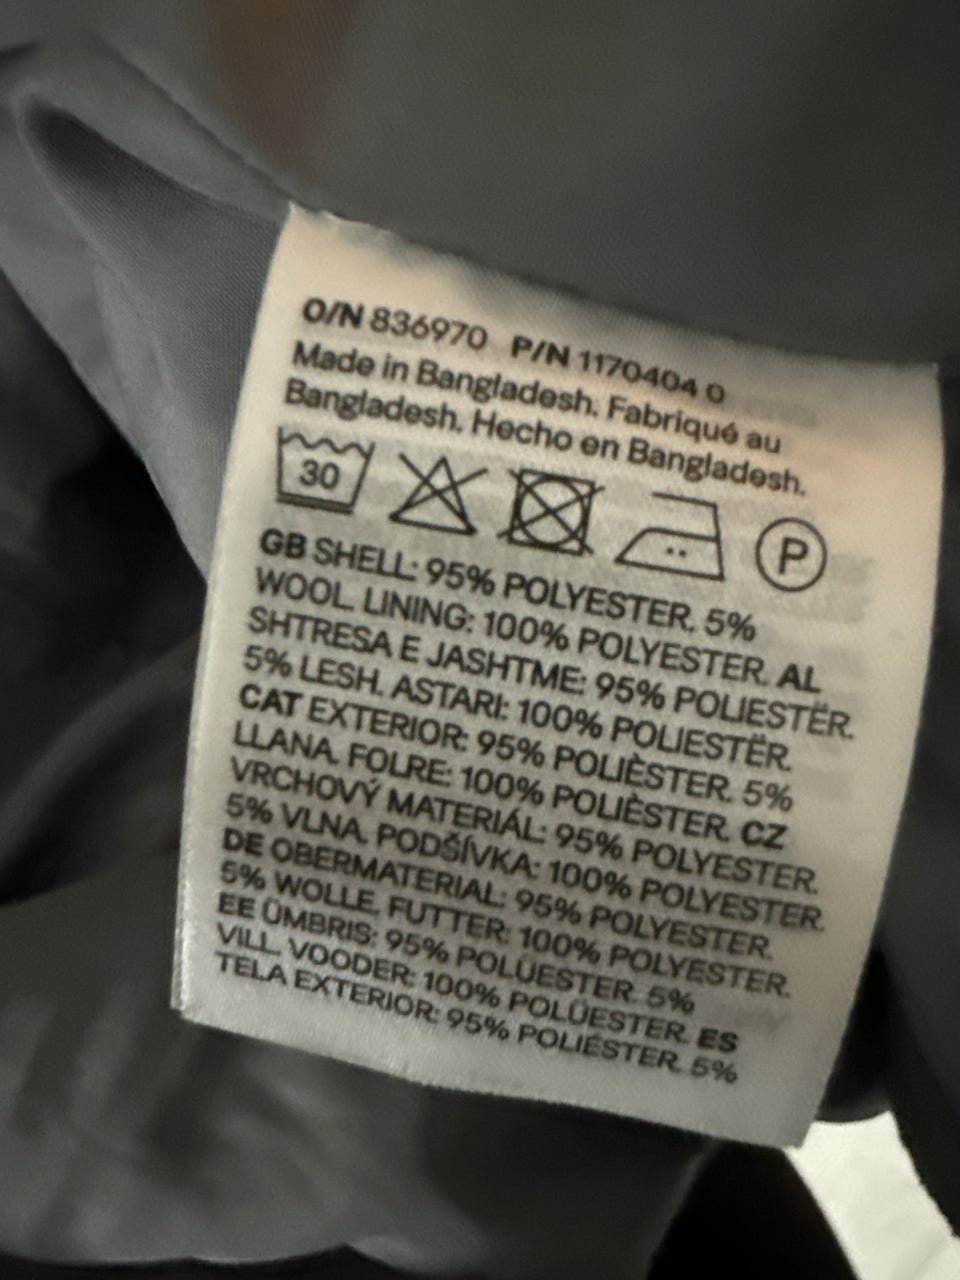 O/N 836970 P/N 1170404 0
Made in Bangladesh. Fabriqué au
Bangladesh. Hecho en Bangladesh.
30 P
GB SHELL: 95% POLYESTER. 5%
WOOL. LINING: 100% POLYESTER. AL
SHTRESA E JASHTME: 95% POLIESTËR.
5% LESH. ASTARI: 100% POLIESTËR.
CAT EXTERIOR: 95% POLIÈSTER. 5%
LLANA. FOLRE: 100% POLIÈSTER. CZ
VRCHOVÝ MATERIÁL: 95% POLYESTER.
5% VLNA. PODŠÍVKA: 100% POLYESTER.
DE OBERMATERIAL: 95% POLYESTER.
5% WOLLE. FUTTER: 100% POLYESTER.
EE ÜMBRIS: 95% POLÜESTER. 5%
VILL. VOODER: 100% POLÜESTER. ES
TELA EXTERIOR: 95% POLIÉSTER. 5%